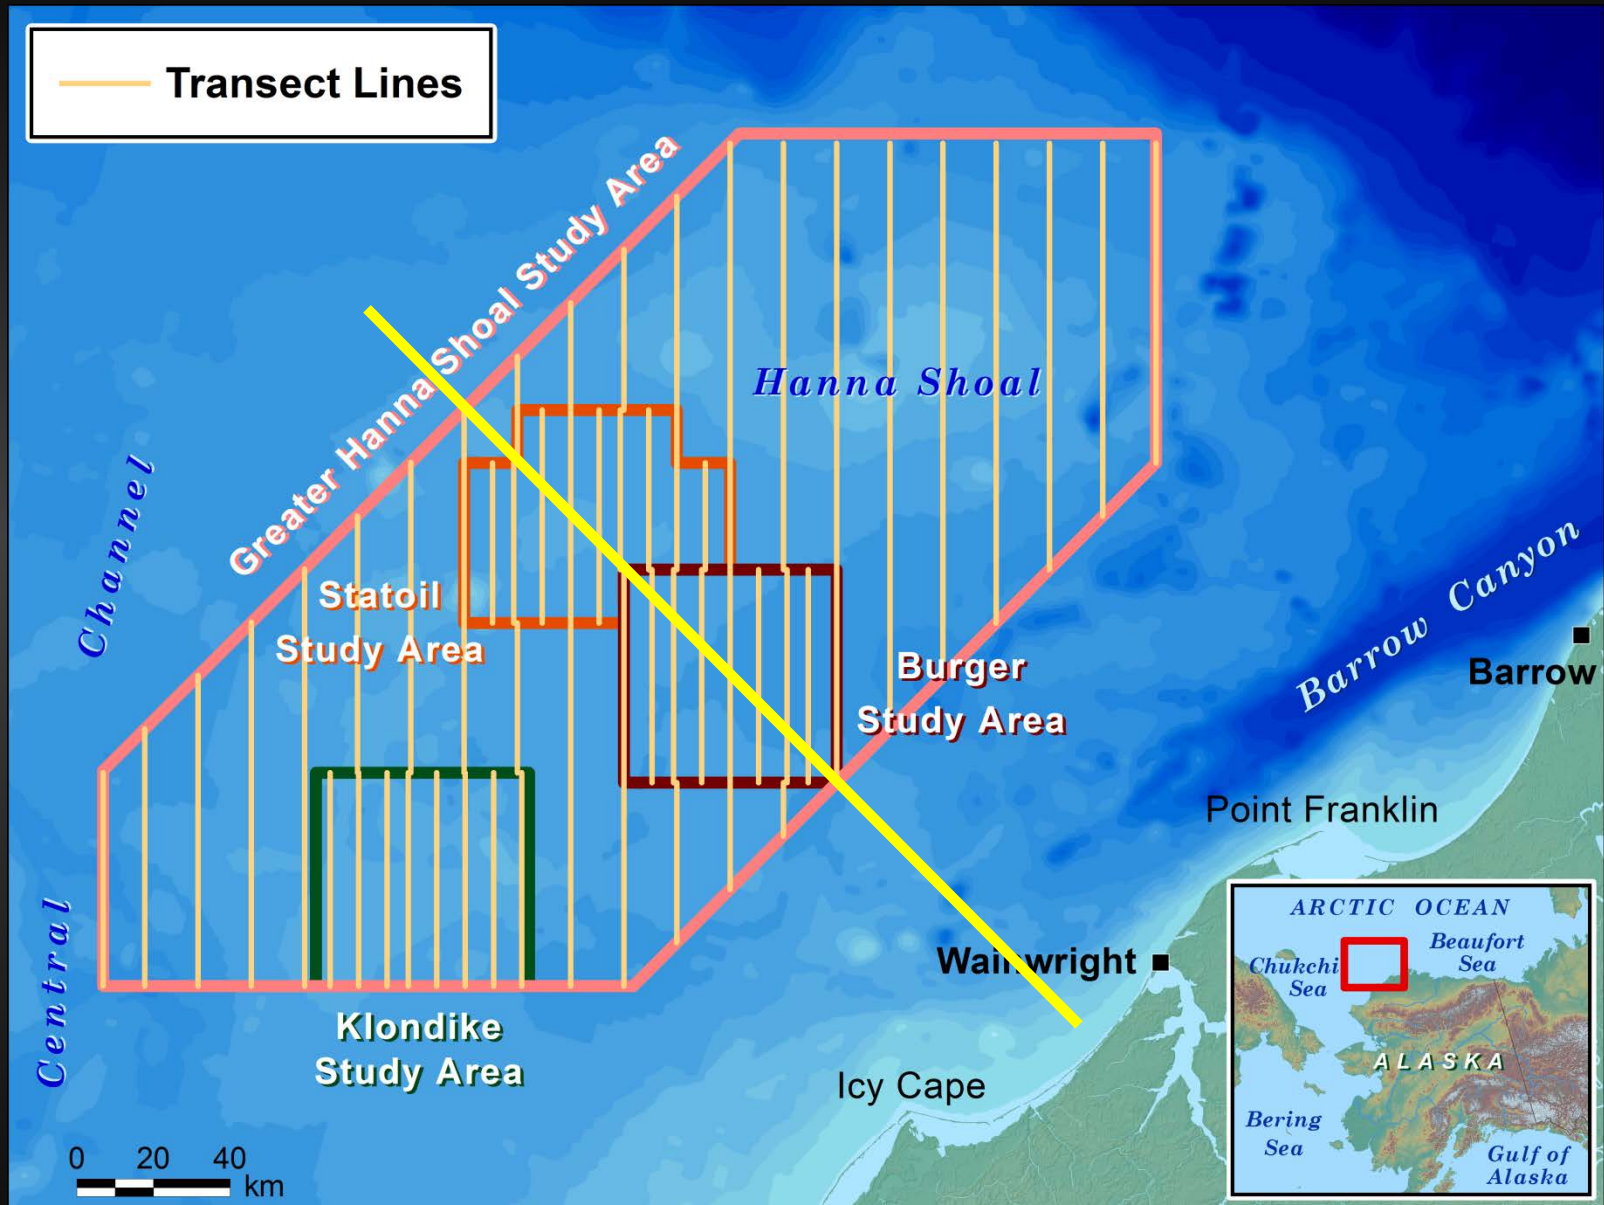 Transect Lines
Greater Hanna Shoal Study Area
Hanna Shoal
Channel
Statoil
Study Area
Burger
Study Area
Barrow Canyon
Barrow
Point Franklin
Central
Wainwright
Klondike
Study Area
Icy Cape
0 20 40
km
ARCTIC OCEAN
Beaufort
Sea
Chukchi
Sea
ALASKA
Bering
Sea
Gulf of
Alaska